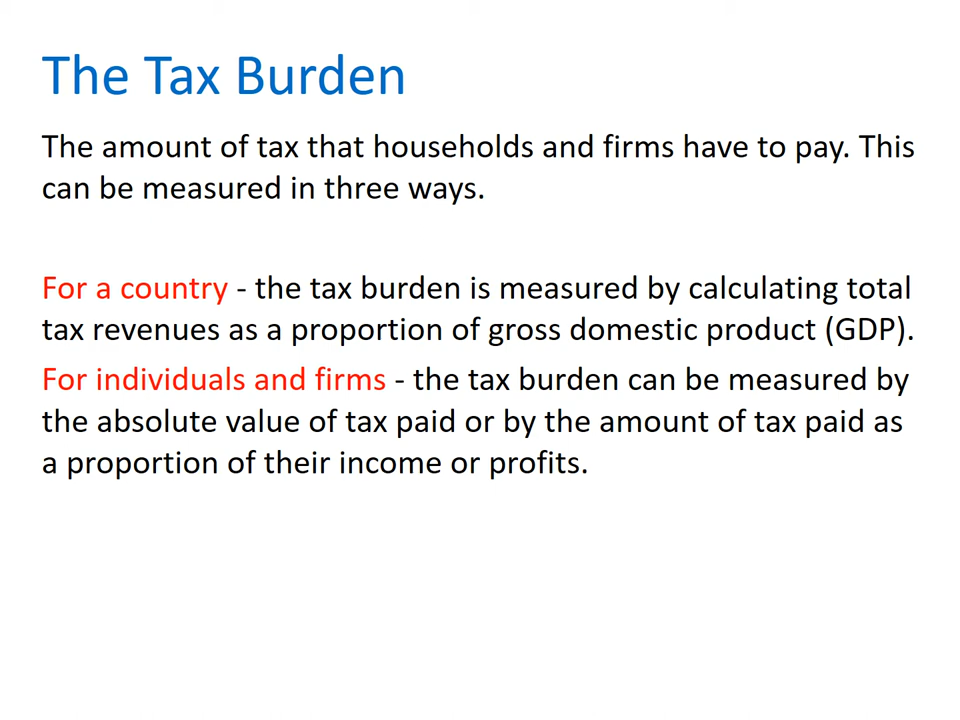 The Tax Burden
The amount of tax that households and firms have to pay. This
can be measured in three ways.
For a country - the tax burden is measured by calculating total
tax revenues as a proportion of gross domestic product (GDP).
For individuals and firms - the tax burden can be measured by
the absolute value of tax paid or by the amount of tax paid as
a proportion of their income or profits.